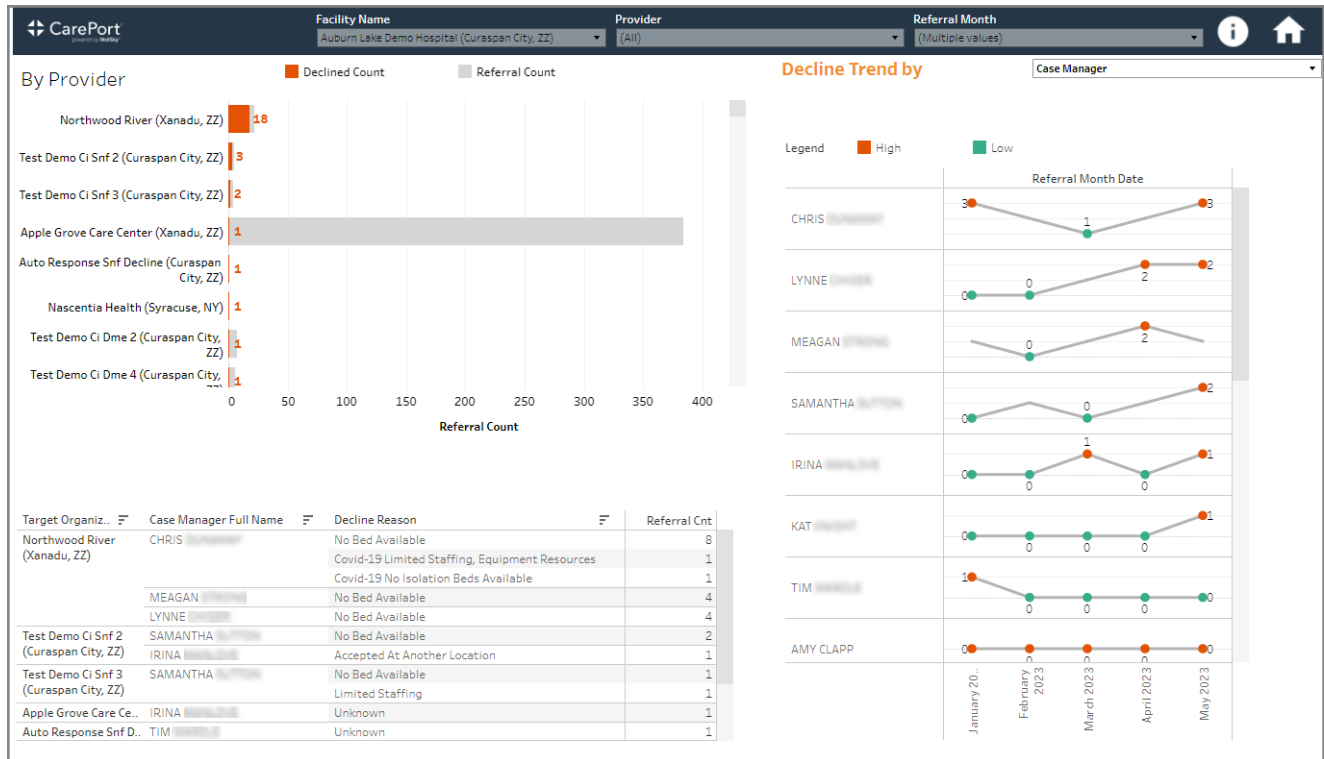 CarePort
powered by WellSky
Facility Name
Auburn Lake Demo Hospital (Curaspan City, ZZ)
Provider
(All)
Referral Month
(Multiple values)
i
By Provider
Declined Count
Referral Count
Northwood River (Xanadu, ZZ)
18
Test Demo Ci Snf 2 (Curaspan City, ZZ)
3
Test Demo Ci Snf 3 (Curaspan City, ZZ)
2
Apple Grove Care Center (Xanadu, ZZ)
1
Auto Response Snf Decline (Curaspan
City, ZZ)
1
Nascentia Health (Syracuse, NY)
1
Test Demo Ci Dme 2 (Curaspan City,
ZZ)
1
Test Demo Ci Dme 4 (Curaspan City,
1
0 50 100 150 200 250 300 350 400
Referral Count
Target Organiz.. Case Manager Full Name Decline Reason Referral Cnt
Northwood River CHRIS No Bed Available 8
(Xanadu, ZZ) Covid-19 Limited Staffing, Equipment Resources 1
Covid-19 No Isolation Beds Available 1
MEAGAN No Bed Available 4
LYNNE No Bed Available 4
Test Demo Ci Snf 2 SAMANTHA No Bed Available 2
(Curaspan City, ZZ) IRINA Accepted At Another Location 1
Test Demo Ci Snf 3 SAMANTHA No Bed Available 1
(Curaspan City, ZZ) Limited Staffing 1
Apple Grove Care Ce.. IRINA Unknown 1
Auto Response Snf D.. TIM Unknown 1
Decline Trend by
Case Manager
Legend
High
Low
Referral Month Date
CHRIS
3 1 3
LYNNE
0 0 2 2
MEAGAN
0 2
SAMANTHA
0 0 2
IRINA
0 0 1 0 1
KAT
0 0 0 0 1
TIM
1 0 0 0 0
AMY CLAPP
0 0 0 0 0
January 20..
February
2023
March 2023
April 2023
May 2023